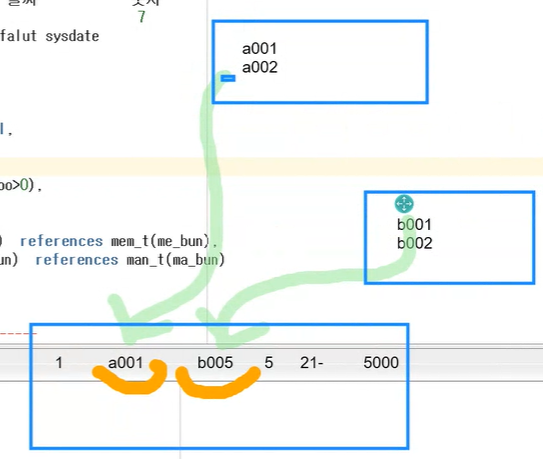 7
falut sysdate
a001
a002
l,
oo>0),
b001
b002
) references mem_t(me_bun),
un) references man_t(ma_bun)
1 a001 b005 5 21- 5000